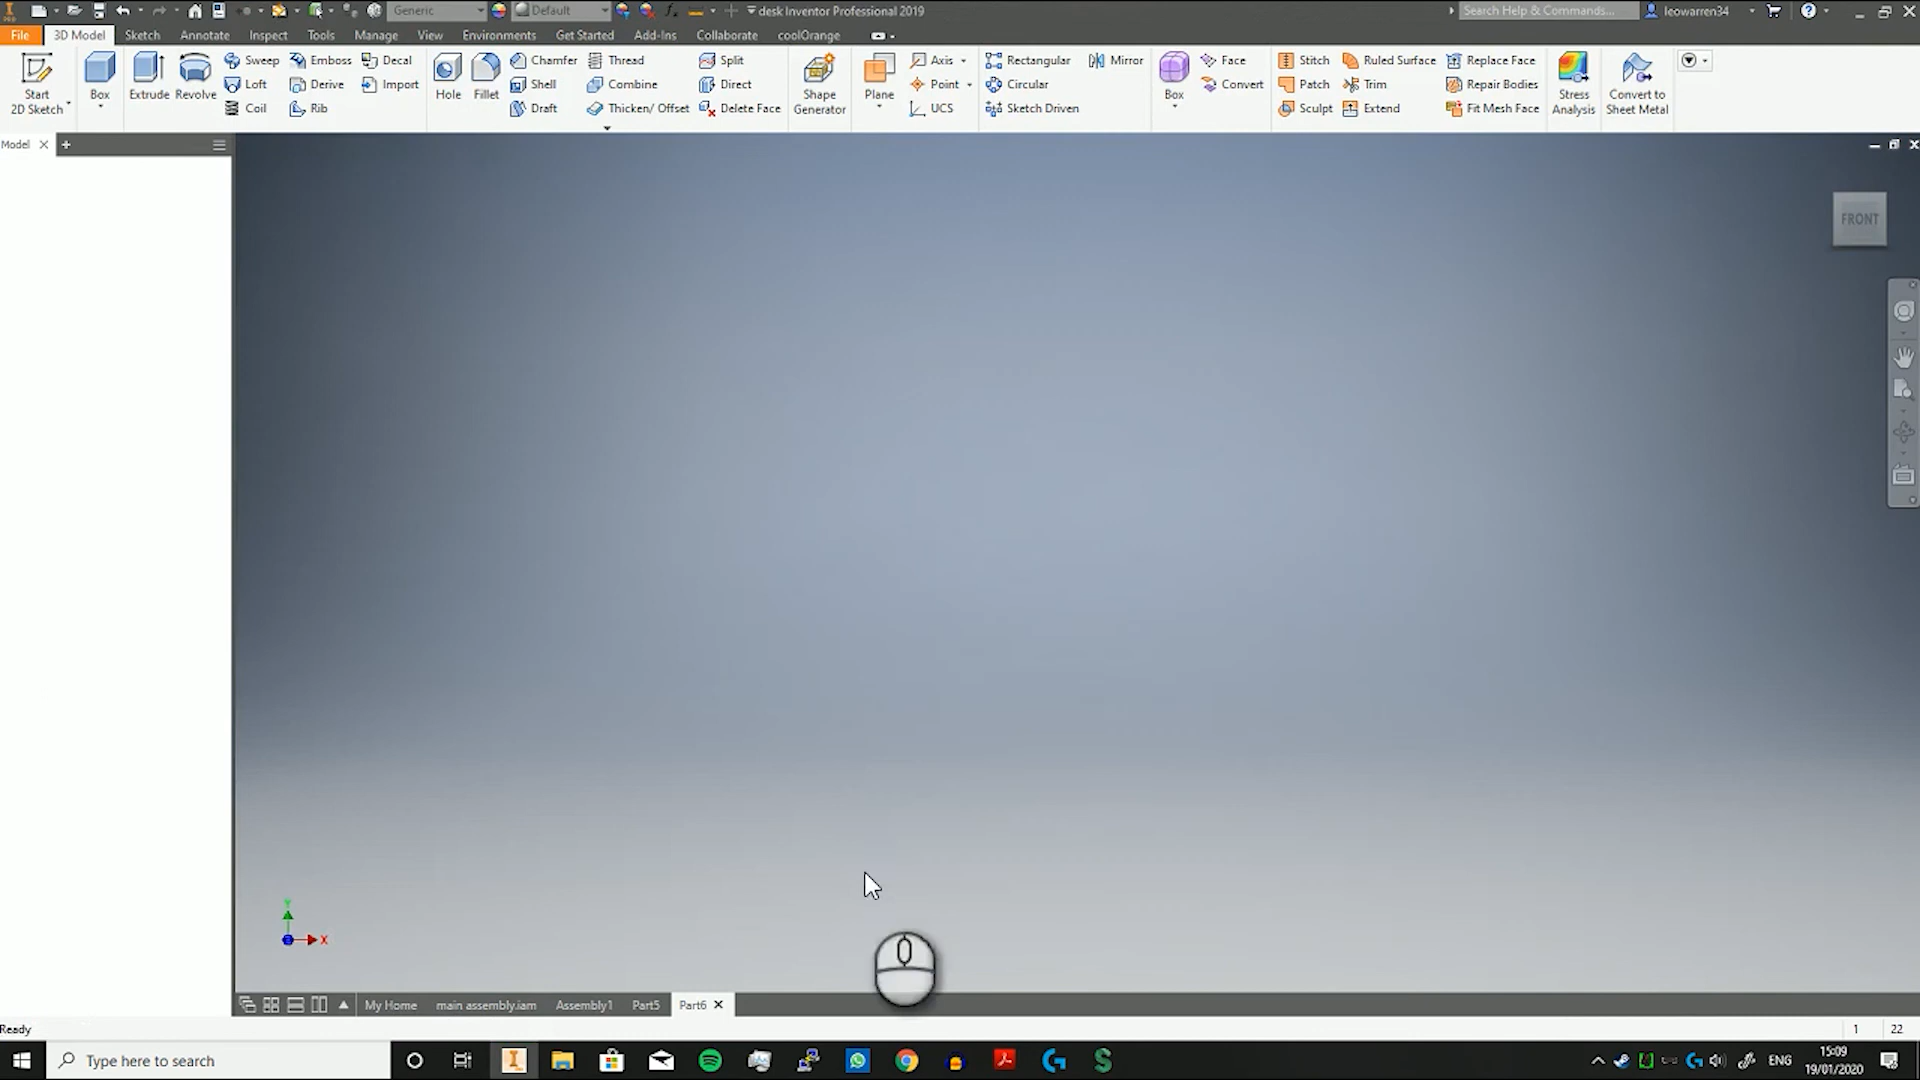 Generic
Default
desk Inventor Professional 2019
Search Help & Commands...
leowarren34
File
3D Model
Sketch
Annotate
Inspect
Tools
Manage
View
Environments
Get Started
Add-Ins
Collaborate
coolOrange
Start
2D Sketch
Box
Extrude
Revolve
Sweep
Loft
Coil
Emboss
Derive
Rib
Decal
Import
Hole
Fillet
Chamfer
Shell
Draft
Thread
Combine
Thicken/ Offset
Split
Direct
Delete Face
Shape
Generator
Plane
Axis
Point
UCS
Rectangular
Circular
Sketch Driven
Mirror
Box
Face
Convert
Stitch
Patch
Sculpt
Ruled Surface
Trim
Extend
Replace Face
Repair Bodies
Fit Mesh Face
Stress
Analysis
Convert to
Sheet Metal
Model
FRONT
Y
X
My Home
main assembly.iam
Assembly1
Part5
Part6
Ready
1
22
Type here to search
ENG
15:09
19/01/2020